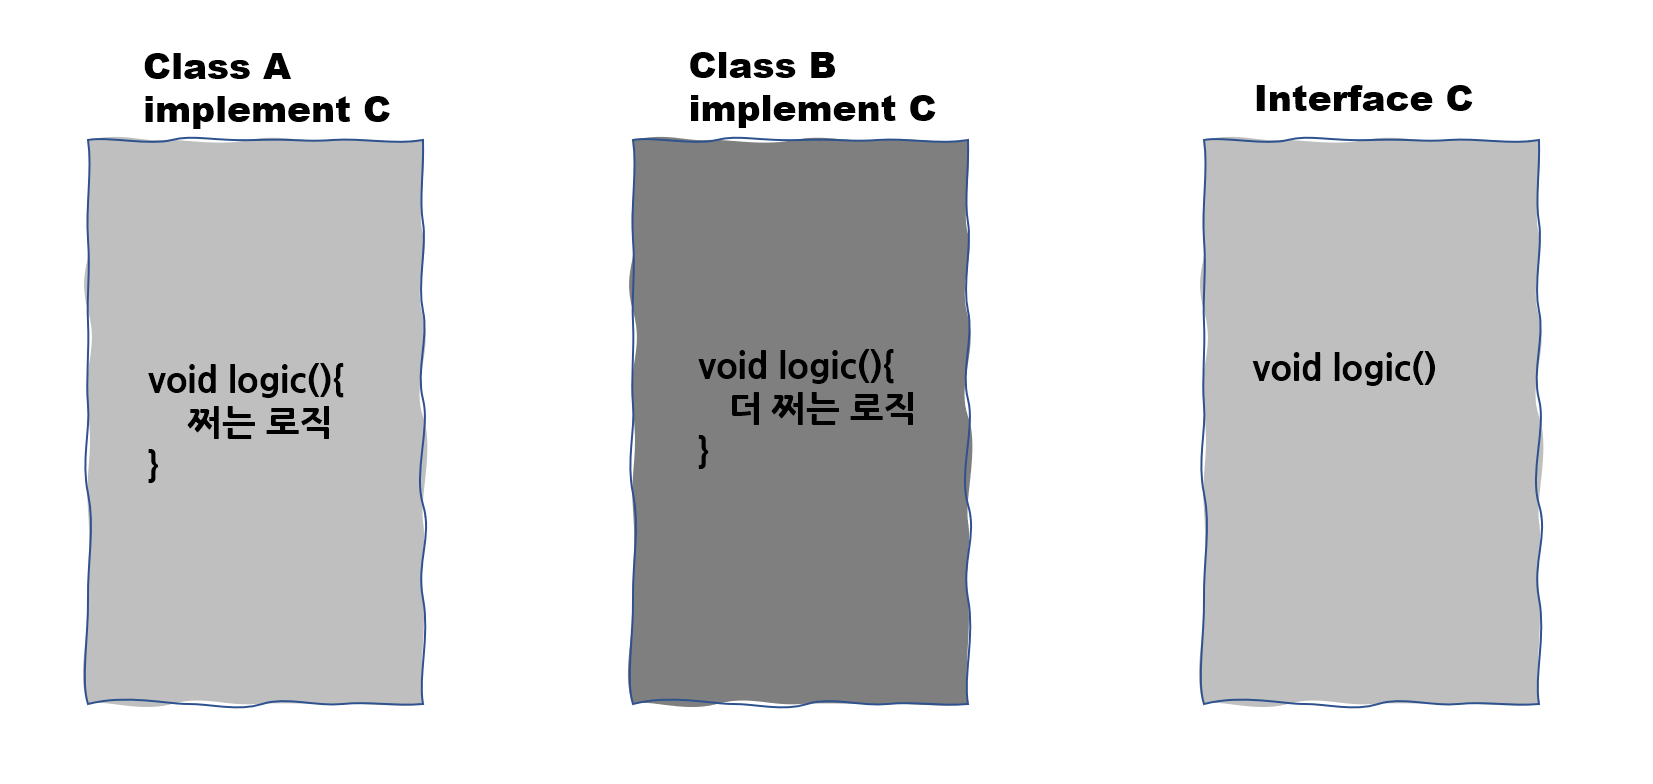 Class A
implement C
void logic(){
쩌는 로직
}
Class B
implement C
void logic(){
더 쩌는 로직
}
Interface C
void logic()